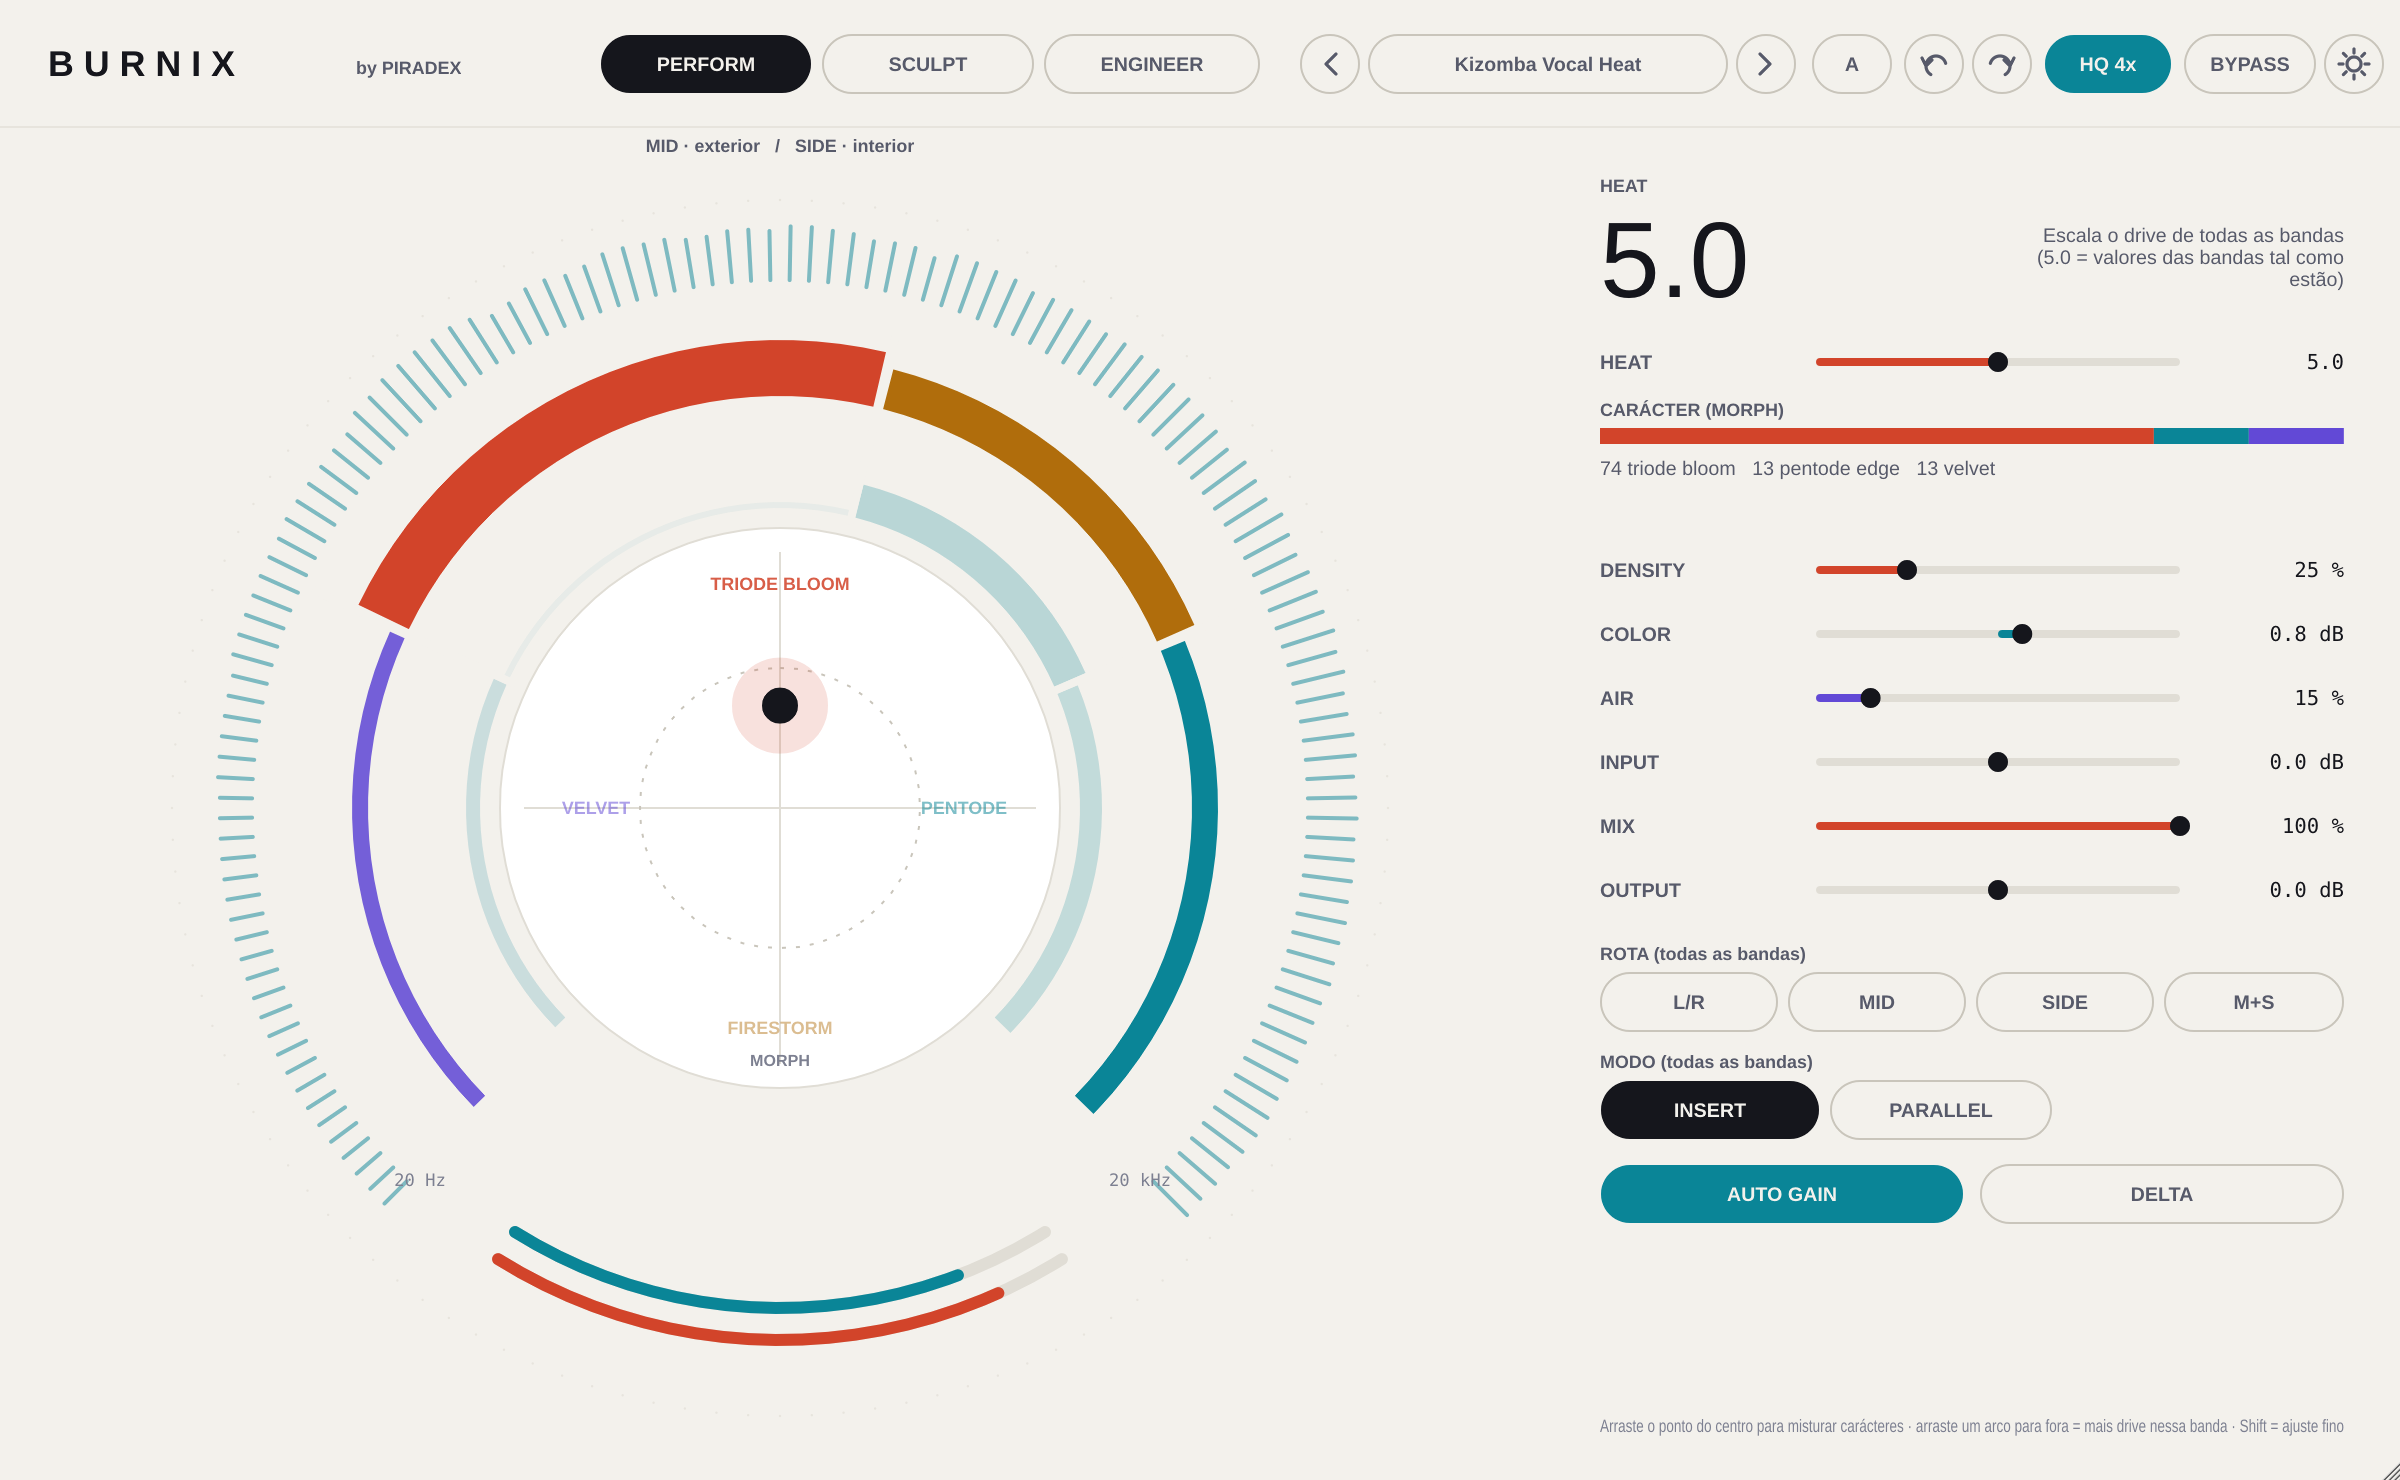 BURNIX
by PIRADEX
PERFORM
SCULPT
ENGINEER
Kizomba Vocal Heat
A
HQ 4x
BYPASS
MID · exterior / SIDE · interior
TRIODE BLOOM
VELVET
PENTODE
FIRESTORM
MORPH
20 Hz
20 kHz
HEAT
5.0
Escala o drive de todas as bandas
(5.0 = valores das bandas tal como
estão)
HEAT 5.0
CARÁCTER (MORPH)
74 triode bloom 13 pentode edge 13 velvet
DENSITY 25 %
COLOR 0.8 dB
AIR 15 %
INPUT 0.0 dB
MIX 100 %
OUTPUT 0.0 dB
ROTA (todas as bandas)
L/R
MID
SIDE
M+S
MODO (todas as bandas)
INSERT
PARALLEL
AUTO GAIN
DELTA
Arraste o ponto do centro para misturar carácteres · arraste um arco para fora = mais drive nessa banda · Shift = ajuste fino